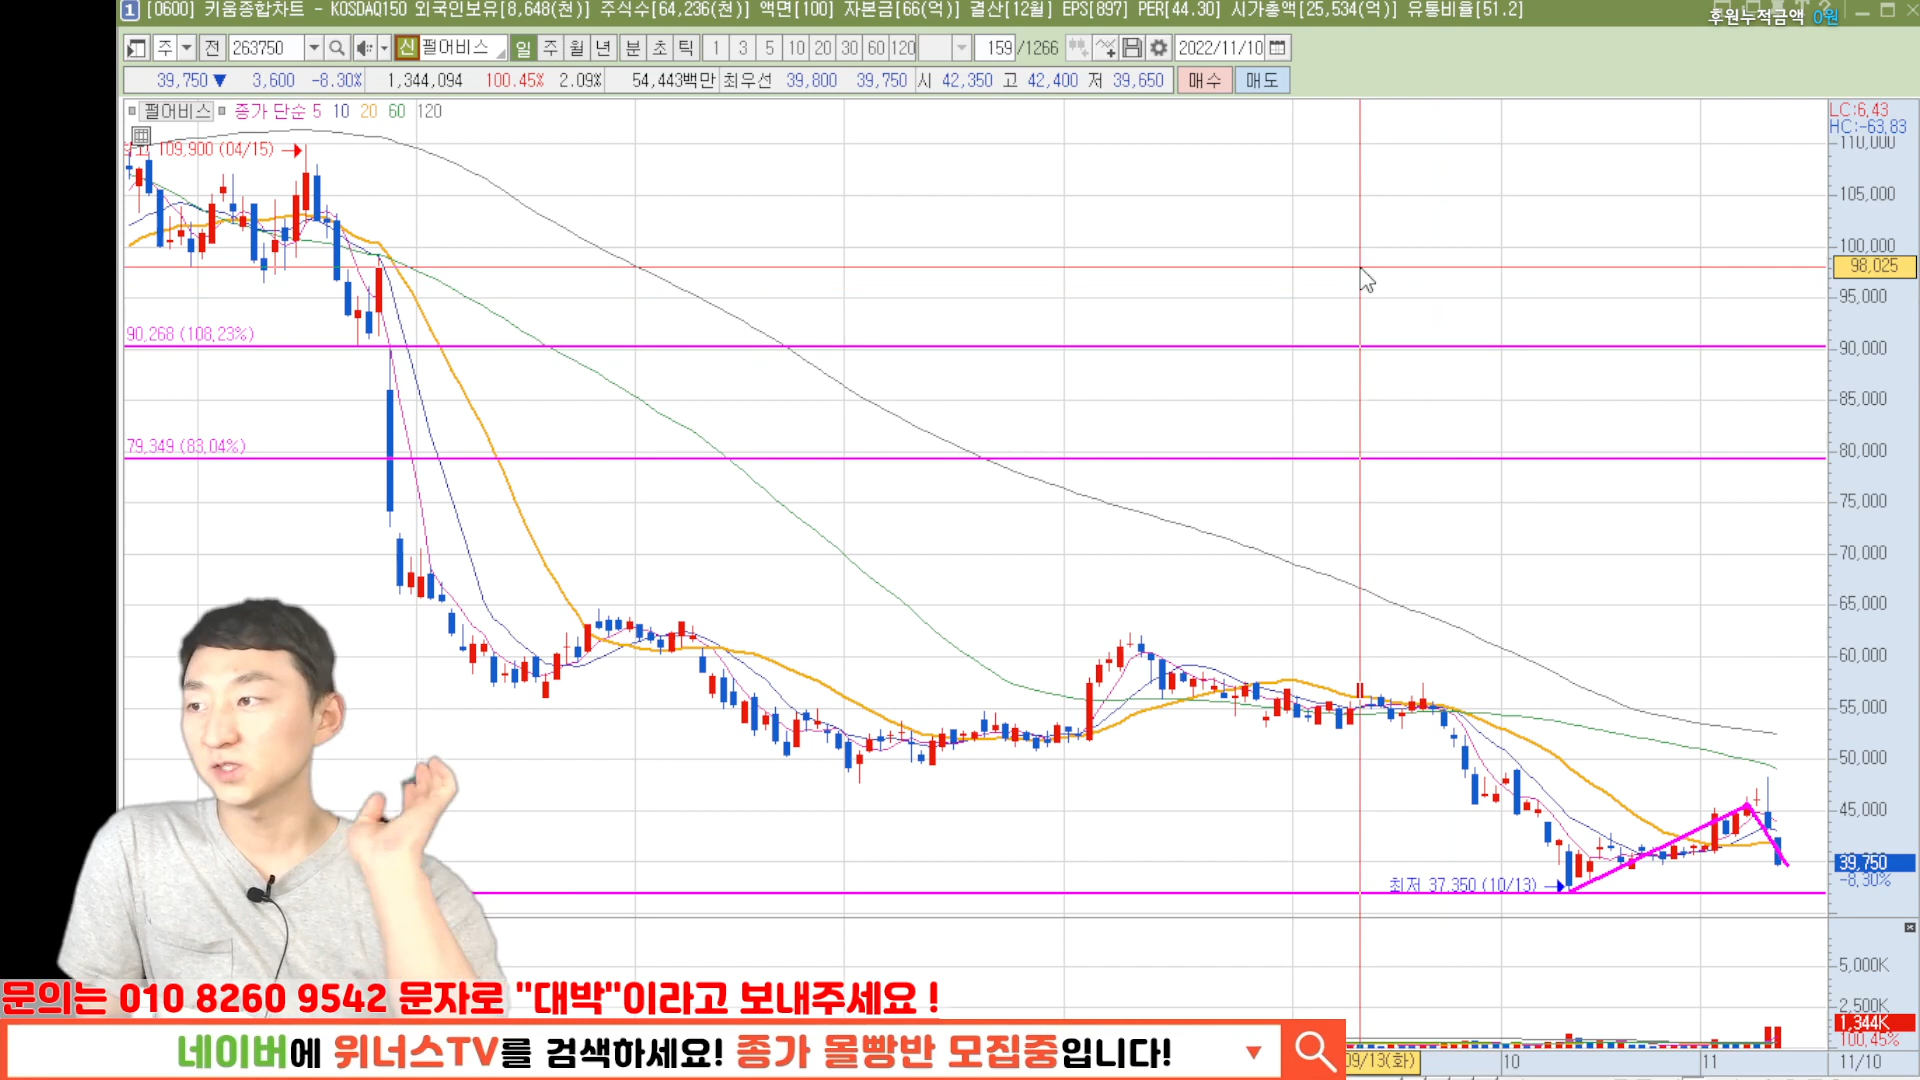 1 [0600] 키움종합차트 - KOSDAQ150 외국인보유[8,648(천)] 주식수[64,236(천)] 액면[100] 자본금[66(억)] 결산[12월] EPS[897] PER[44.30] 시가총액[25,534(억)] 유통비율[51.2]
후원누적금액 0원
주 전 263750 신 펄어비스 일 주 월 년 분 초 틱 1 3 5 10 20 30 60 120 159 /1266 2022/11/10
39,750 ▼ 3,600 -8.30% 1,344,094 100.45% 2.09% 54,443백만 최우선 39,800 39,750 시 42,350 고 42,400 저 39,650 매수 매도
펄어비스 종가 단순 5 10 20 60 120
LC:6,43
HC:-63,83
110,000
109,900 (04/15)
105,000
100,000
98,025
95,000
90,268 (108,23%)
90,000
85,000
79,349 (83,04%)
80,000
75,000
70,000
65,000
60,000
55,000
50,000
45,000
39,750
-8,30%
최저 37,350 (10/13)
5,000K
2,500K
1,344K
100,45%
09/13(화) 10 11 11/10
문의는 010 8260 9542 문자로 "대박"이라고 보내주세요 !
네이버에 위너스TV를 검색하세요! 종가 몰빵반 모집중입니다!